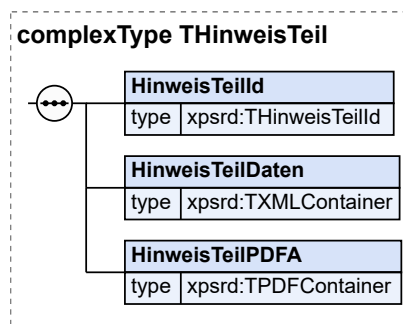 complexType THinweisTeil
HinweisTeilId
type xpsrd:THinweisTeilId
HinweisTeilDaten
type xpsrd:TXMLContainer
HinweisTeilPDFA
type xpsrd:TPDFContainer